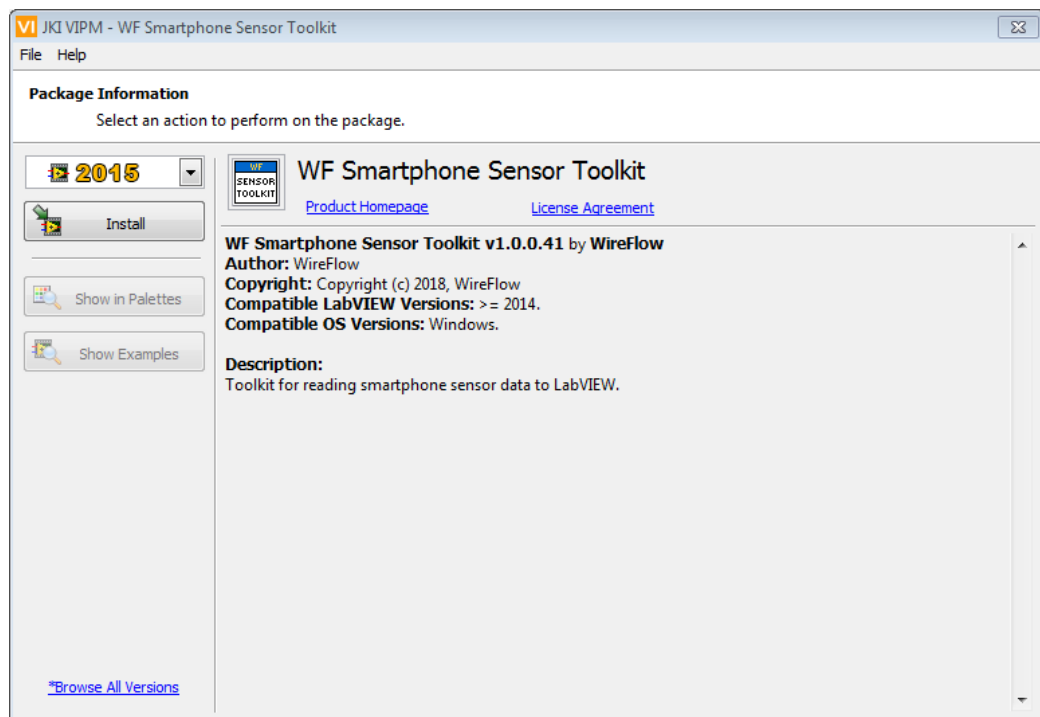 VI JKI VIPM - WF Smartphone Sensor Toolkit
File Help
Package Information
Select an action to perform on the package.
2015
Install
Show in Palettes
Show Examples
*Browse All Versions
WF
SENSOR
TOOLKIT
WF Smartphone Sensor Toolkit
Product Homepage License Agreement
WF Smartphone Sensor Toolkit v1.0.0.41 by WireFlow
Author: WireFlow
Copyright: Copyright (c) 2018, WireFlow
Compatible LabVIEW Versions: >= 2014.
Compatible OS Versions: Windows.
Description:
Toolkit for reading smartphone sensor data to LabVIEW.